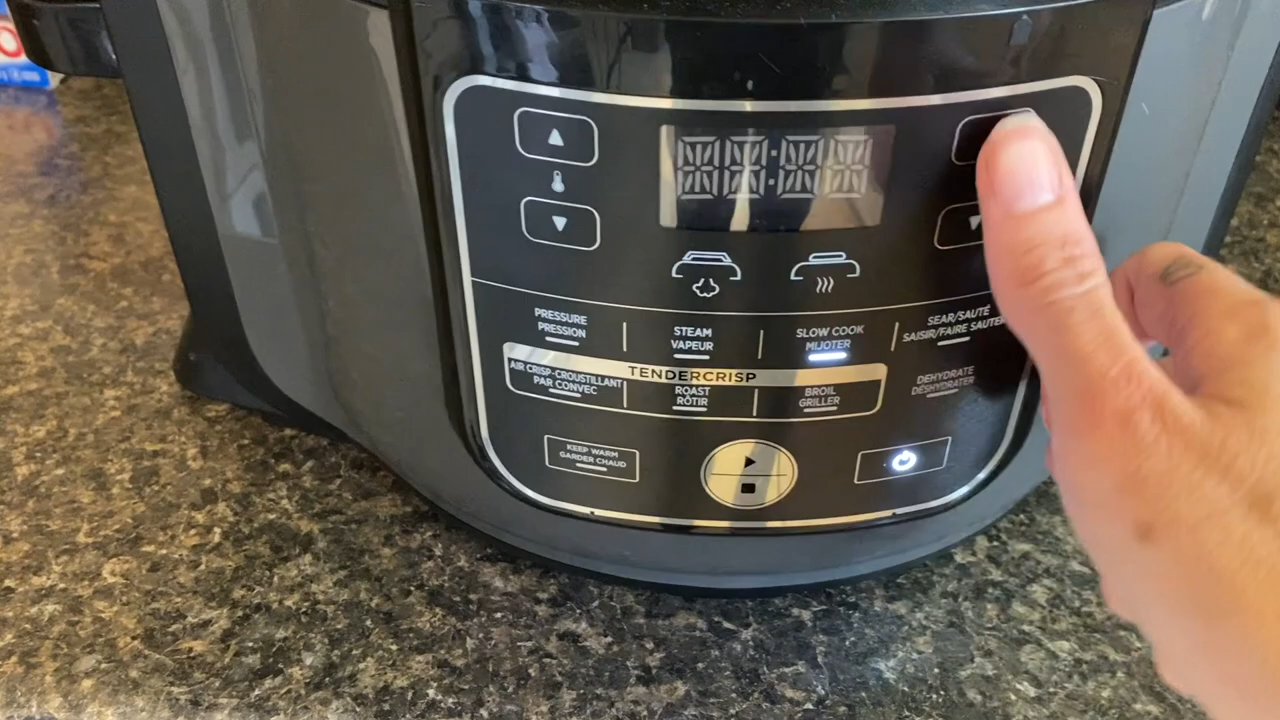 PRESSURE
PRESSION
STEAM
VAPEUR
SLOW COOK
MIJOTER
SEAR/SAUTÉ
SAISIR/FAIRE SAUTER
TENDERCRISP
AIR CRISP-CROUSTILLANT
PAR CONVEC
ROAST
RÔTIR
BROIL
GRILLER
DEHYDRATE
DÉSHYDRATER
KEEP WARM
GARDER CHAUD